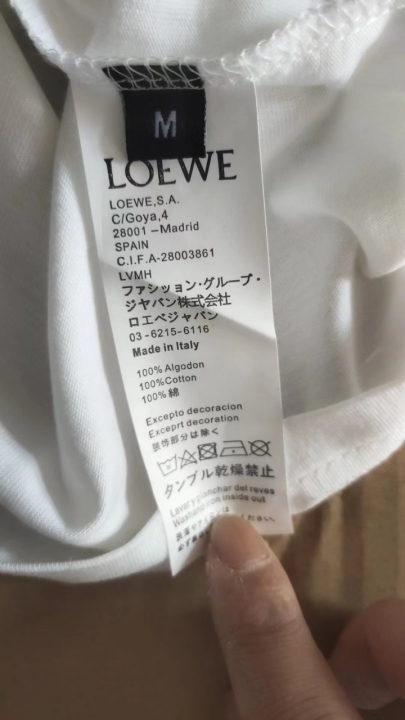 M
LOEWE
LOEWE,S.A.
C/Goya,4
28001 –Madrid
SPAIN
C.I.F.A-28003861
LVMH
ファッション·グループ·
ジヤパン株式会社
ロエベジャパン
03-6215-6116
Made in Italy
100% Algodon
100%Cotton
100% 綿
Excepto decoracion
Exceprt decoration
装飾部分は除く
タンブル乾燥禁止
Lavar y planchar del reves
Washand iron inside out